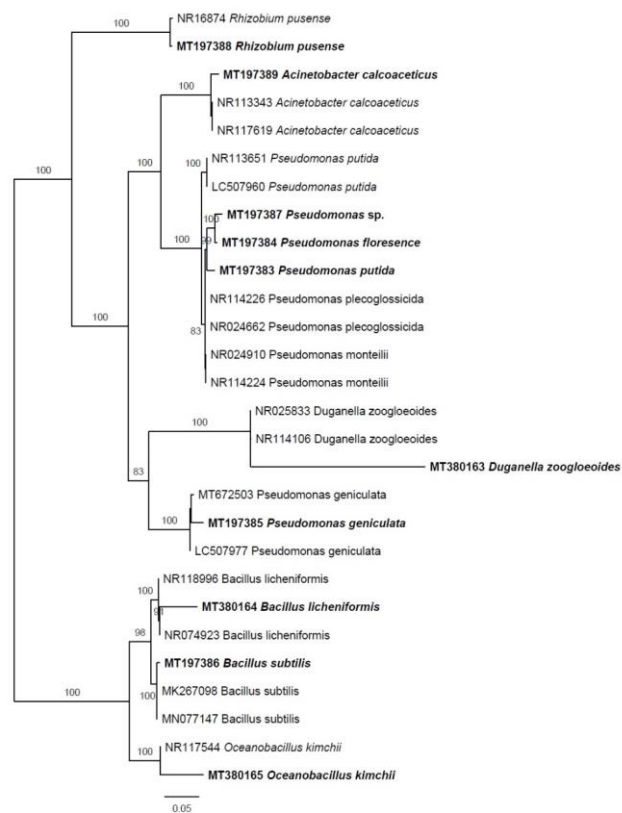 NR16874 Rhizobium pusense
100
MT197388 Rhizobium pusense
MT197389 Acinetobacter calcoaceticus
100
NR113343 Acinetobacter calcoaceticus
NR117619 Acinetobacter calcoaceticus
100
100
NR113651 Pseudomonas putida
100
LC507960 Pseudomonas putida
MT197387 Pseudomonas sp.
100
100
99
MT197384 Pseudomonas floresence
MT197383 Pseudomonas putida
NR114226 Pseudomonas plecoglossicida
100
NR024662 Pseudomonas plecoglossicida
83
NR024910 Pseudomonas monteilii
NR114224 Pseudomonas monteilii
NR025833 Duganella zoogloeoides
100
NR114106 Duganella zoogloeoides
83
MT380163 Duganella zoogloeoides
MT672503 Pseudomonas geniculata
100
MT197385 Pseudomonas geniculata
LC507977 Pseudomonas geniculata
NR118996 Bacillus licheniformis
100
MT380164 Bacillus licheniformis
98
NR074923 Bacillus licheniformis
MT197386 Bacillus subtilis
100
100
MK267098 Bacillus subtilis
MN077147 Bacillus subtilis
NR117544 Oceanobacillus kimchii
100
MT380165 Oceanobacillus kimchii
0.05